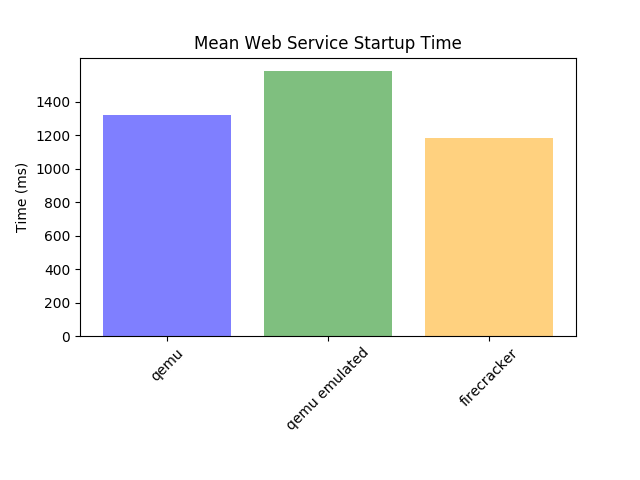 Mean Web Service Startup Time
Time (ms)
1400
1200
1000
800
600
400
200
0
qemu
qemu emulated
firecracker